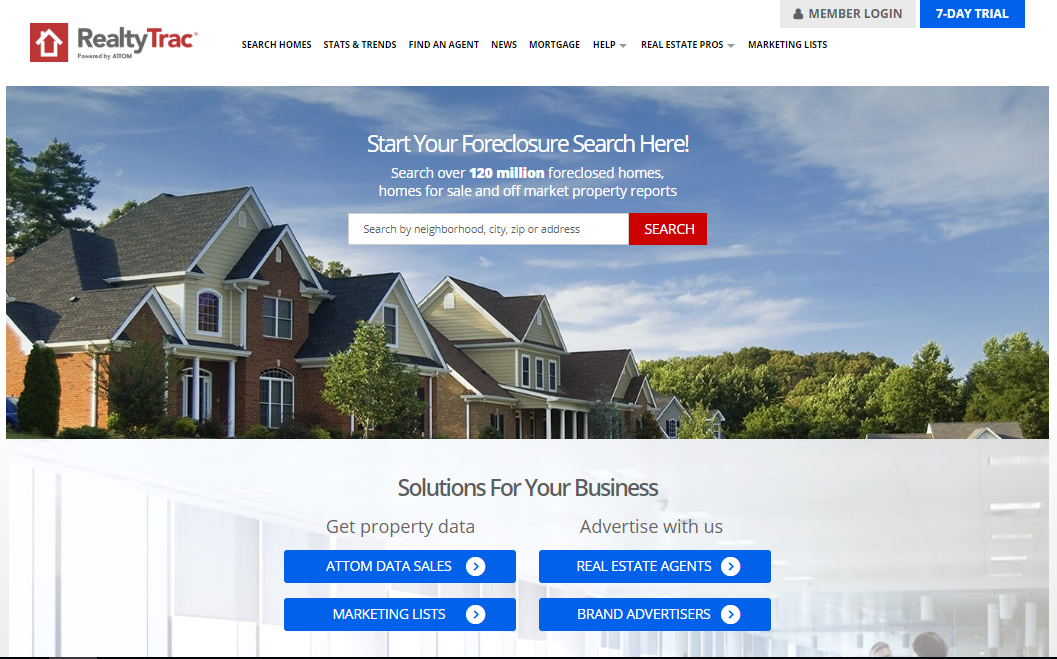 MEMBER LOGIN
7-DAY TRIAL
RealtyTrac®
Powered by ATTOM
SEARCH HOMES STATS & TRENDS FIND AN AGENT NEWS MORTGAGE HELP REAL ESTATE PROS MARKETING LISTS
Start Your Foreclosure Search Here!
Search over 120 million foreclosed homes,
homes for sale and off market property reports
Search by neighborhood, city, zip or address
SEARCH
Solutions For Your Business
Get property data
Advertise with us
ATTOM DATA SALES
REAL ESTATE AGENTS
MARKETING LISTS
BRAND ADVERTISERS